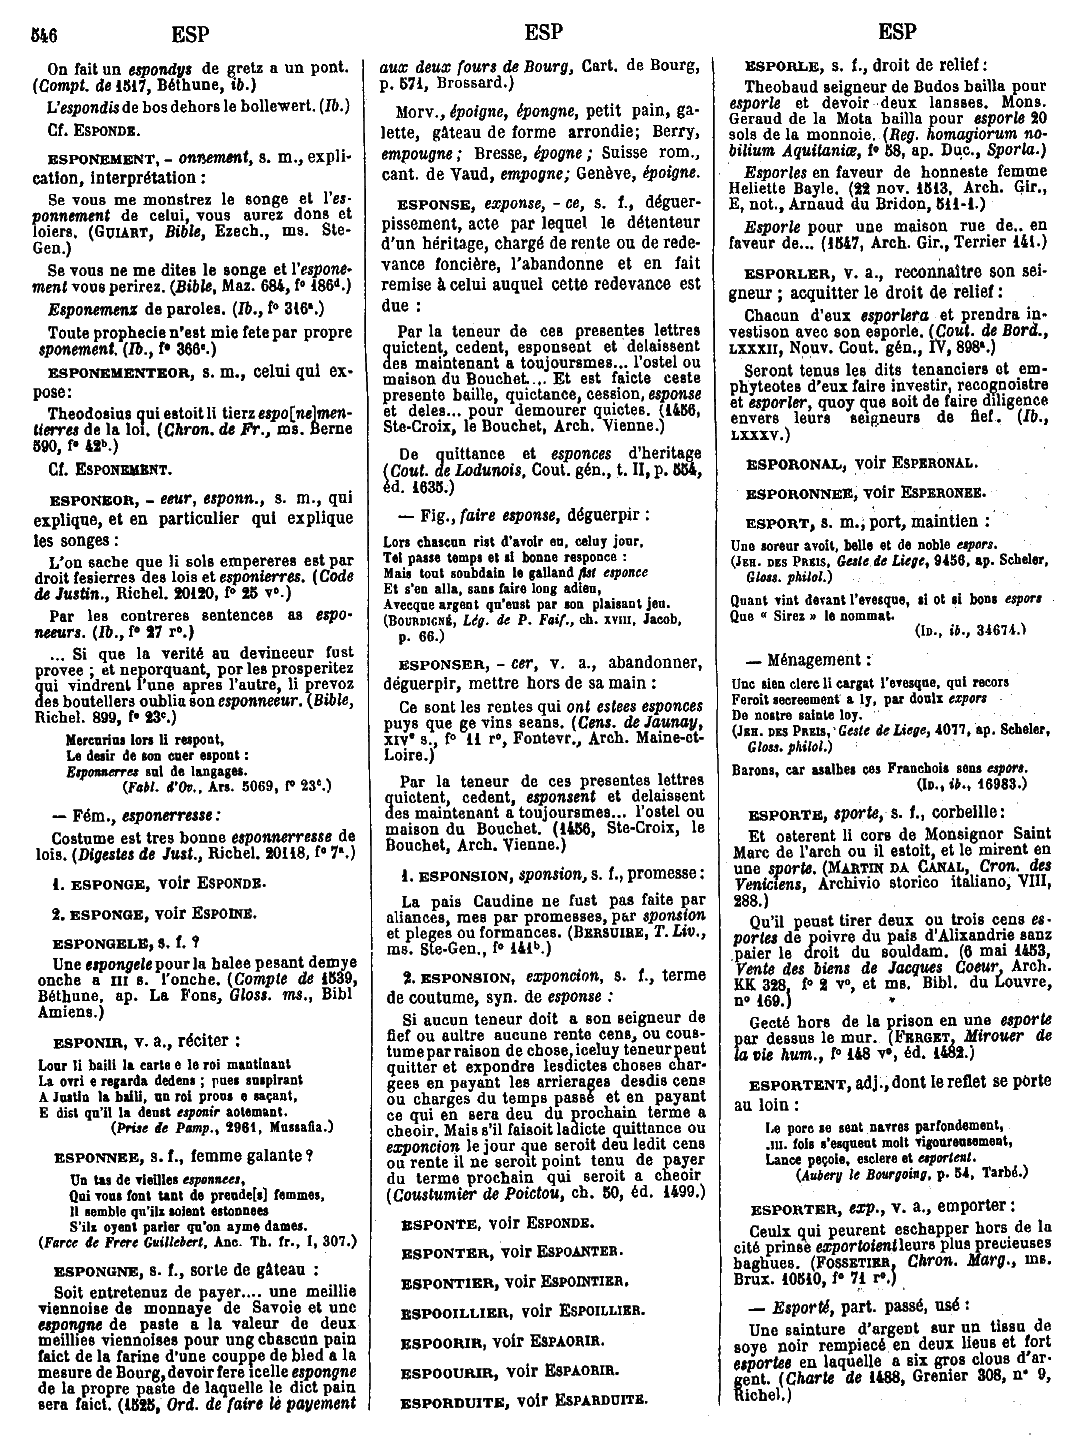 546 ESP ESP ESP
On fait un espondys de gretz a un pont.
(Compt. de 1517, Béthune, ib.)
L'espondis de bos dehors le bollewert. (Ib.)
Cf. ESPONDE.
ESPONEMENT, - onnement, s. m., expli-
cation, interprétation :
Se vous me monstrez le songe et l'es-
ponnement de celui, vous aurez dons et
loiers. (GUIART, Bible, Ezech., ms. Ste-
Gen.)
Se vous ne me dites le songe et l'espone-
ment vous perirez. (Bible, Maz. 684, f° 186d.)
Esponemenz de paroles. (Ib., f° 316a.)
Toute prophecie n'est mie fete par propre
sponement. (Ib., f° 366c.)
ESPONEMENTEOR, s. m., celui qui ex-
pose:
Theodosius qui estoit li tierz espo[ne]men-
tierres de la loi. (Chron. de Fr., ms. Berne
590, f° 42b.)
Cf. ESPONEMENT.
ESPONEOR, - eeur, esponn., s. m., qui
explique, et en particulier qui explique
les songes :
L'on sache que li sols empereres est par
droit fesierres des lois et esponierres. (Code
de Justin., Richel. 20120, f° 25 v°.)
Par les contreres sentences as espo-
neeurs. (Ib., f° 27 r°.)
... Si que la verité au devineeur fust
provee ; et neporquant, por les prosperitez
qui vindrent l'une apres l'autre, li prevoz
des boutellers oublia son esponneeur. (Bible,
Richel. 899, f° 23c.)
Mercurius lors li respont,
Le desir de son cuer espont :
Esponnerres sui de langages.
(Fabl. d'Ov., Ars. 5069, f° 23c.)
— Fém., esponerresse :
Costume est tres bonne esponnerresse de
lois. (Digestes de Just., Richel. 20118, f° 7a.)
1. ESPONGE, voir ESPONDE.
2. ESPONGE, voir ESPOINE.
ESPONGELE, s. f. ?
Une espongele pour la balee pesant demye
onche a III s. l'onche. (Compte de 1539,
Béthune, ap. La Fons, Gloss. ms., Bibl
Amiens.)
ESPONIR, v. a., réciter :
Lour li bailli la carte e le roi mantinant
La ovri e regarda dedens ; pues suspirant
A Justin la bailli, un roi prous e saçant,
E dist qu'il la deust esponir aotemant.
(Prise de Pamp., 2961, Mussafia.)
ESPONNEE, s. f., femme galante ?
Un tas de vieilles esponnees,
Qui vous font tant de preude[s] femmes,
Il semble qu'ilz soient estonnees
S'ilz oyent parler qu'on ayme dames.
(Farce de Frere Guillebert, Anc. Th. fr., I, 307.)
ESPONGNE, s. f., sorte de gâteau :
Soit entretenuz de payer.... une meillie
viennoise de monnaye de Savoie et une
espongne de paste a la valeur de deux
meillies viennoises pour ung chascun pain
faict de la farine d'une couppe de bled a la
mesure de Bourg, devoir fere icelle espongne
de la propre paste de laquelle le dict pain
sera faict. (1525, Ord. de faire le payement
aux deux fours de Bourg, Cart. de Bourg,
p. 571, Brossard.)
Morv., époigne, épongne, petit pain, ga-
lette, gâteau de forme arrondie; Berry,
empougne ; Bresse, épogne ; Suisse rom.,
cant. de Vaud, empogne; Genève, époigne.
ESPONSE, exponse, - ce, s. f., déguer-
pissement, acte par lequel le détenteur
d'un héritage, chargé de rente ou de rede-
vance foncière, l'abandonne et en fait
remise à celui auquel cette redevance est
due :
Par la teneur de ces presentes lettres
quictent, cedent, esponsent et delaissent
des maintenant a toujoursmes... l'ostel ou
maison du Bouchet.... Et est faicte ceste
presente baille, quictance, cession, esponse
et deles... pour demourer quictes. (1456,
Ste-Croix, le Bouchet, Arch. Vienne.)
De quittance et esponces d'heritage
(Cout. de Lodunois, Cout. gén., t. II, p. 554,
éd. 1635.)
— Fig., faire esponse, déguerpir :
Lors chascun rist d'avoir eu, celuy jour,
Tel passe temps et si bonne responce :
Mais tout soubdain le galland fist esponce
Et s'en alla, sans faire long adieu,
Avecque argent qu'eust par son plaisant jeu.
(BOURDIGNÉ, Lég. de P. Faif., ch. XVIII, Jacob,
p. 66.)
ESPONSER, - cer, v. a., abandonner,
déguerpir, mettre hors de sa main :
Ce sont les rentes qui ont estees esponces
puys que ge vins seans. (Cens. de Jaunay,
XIVe s., f° 11 r°, Fontevr., Arch. Maine-et-
Loire.)
Par la teneur de ces presentes lettres
quictent, cedent, esponsent et delaissent
des maintenant a toujoursmes... l'ostel ou
maison du Bouchet. (1456, Ste-Croix, le
Bouchet, Arch. Vienne.)
1. ESPONSION, sponsion, s. f., promesse :
La pais Caudine ne fust pas faite par
aliances, mes par promesses, par sponsion
et pleges ou formances. (BERSUIRE, T. Liv.,
ms. Ste-Gen., f° 141b.)
2. ESPONSION, exponcion, s. f., terme
de coutume, syn. de esponse :
Si aucun teneur doit a son seigneur de
fief ou aultre aucune rente cens, ou cous-
tume par raison de chose, iceluy teneur peut
quitter et expondre lesdictes choses char-
gees en payant les arrierages desdis cens
ou charges du temps passé et en payant
ce qui en sera deu du prochain terme a
cheoir. Mais s'il faisoit ladicte quittance ou
exponcion le jour que seroit deu ledit cens
ou rente il ne seroit point tenu de payer
du terme prochain qui seroit a cheoir
(Coustumier de Poictou, ch. 50, éd. 1499.)
ESPONTE, voir ESPONDE.
ESPONTER, voir ESPOANTER.
ESPONTIER, voir ESPOINTIER.
ESPOOILLIER, voir ESPOILLIER.
ESPOORIR, voir ESPAORIR.
ESPOOURIR, voir ESPAORIR.
ESPORDUITE, voir ESPARDUITE.
ESPORLE, s. f., droit de relief :
Theobaud seigneur de Budos bailla pour
esporle et devoir deux lansses. Mons.
Geraud de la Mota bailla pour esporle 20
sols de la monnoie. (Reg. homagiorum no-
bilium Aquitaniæ, f° 58, ap. Duc., Sporla.)
Esporles en faveur de honneste femme
Heliette Bayle. (22 nov. 1513, Arch. Gir.,
E, not., Arnaud du Bridon, 511-1.)
Esporle pour une maison rue de.. en
faveur de... (1547, Arch. Gir., Terrier 141.)
ESPORLER, v. a., reconnaître son sei-
gneur ; acquitter le droit de relief :
Chacun d'eux esporlera et prendra in-
vestison avec son esporle. (Cout. de Bord.,
LXXXII, Nouv. Cout. gén., IV, 898a.)
Seront tenus les dits tenanciers et em-
phyteotes d'eux faire investir, recognoistre
et esporler, quoy que soit de faire diligence
envers leurs seigneurs de fief. (Ib.,
LXXXV.)
ESPORONAL, voir ESPERONAL.
ESPORONNEE, voir ESPERONEE.
ESPORT, s. m., port, maintien :
Une soreur avoit, belle et de noble espors.
(JEH. DES PREIS, Geste de Liege, 9456, ap. Scheler,
Gloss. philol.)
Quant vint devant l'evesque, si ot si bons espors
Que « Sirez » le nommat.
(ID., ib., 34674.)
— Ménagement :
Unc sien clerc li cargat l'evesque, qui recors
Feroit secreement a ly, par doulx expors
De nostre sainte loy.
(JEH. DES PREIS, Geste de Liege, 4077, ap. Scheler,
Gloss. philol.)
Barons, car asalhes ces Franchois sens espors.
(ID., ib., 16983.)
ESPORTE, sporte, s. f., corbeille :
Et osterent li cors de Monsignor Saint
Marc de l'arch ou il estoit, et le mirent en
une sporte. (MARTIN DA CANAL, Cron. des
Veniciens, Archivio storico italiano, VIII,
288.)
Qu'il peust tirer deux ou trois cens es-
portes de poivre du pais d'Alixandrie sanz
paier le droit du souldam. (6 mai 1453,
Vente des biens de Jacques Coeur, Arch.
KK 328, f° 2 v°, et ms. Bibl. du Louvre,
n° 169.)
Gecté hors de la prison en une esporte
par dessus le mur. (FERGET, Mirouer de
la vie hum., f° 148 v°, éd. 1482.)
ESPORTENT, adj., dont le reflet se porte
au loin :
Le porc se sent navres parfondement,
.III. fois s'esqueut molt vigoureusement,
Lance peçoie, esclere et esportent.
(Aubery le Bourgoing, p. 54, Tarbé.)
ESPORTER, exp., v. a., emporter :
Ceulx qui peurent eschapper hors de la
cité prinse exportoient leurs plus precieuses
baghues. (FOSSETIER, Chron. Marg., ms.
Brux. 10510, f° 71 r°.)
— Esporté, part. passé, usé :
Une sainture d'argent sur un tissu de
soye noir rempiecé en deux lieus et fort
esportee en laquelle a six gros clous d'ar-
gent. (Charte de 1488, Grenier 308, n° 9,
Richel.)